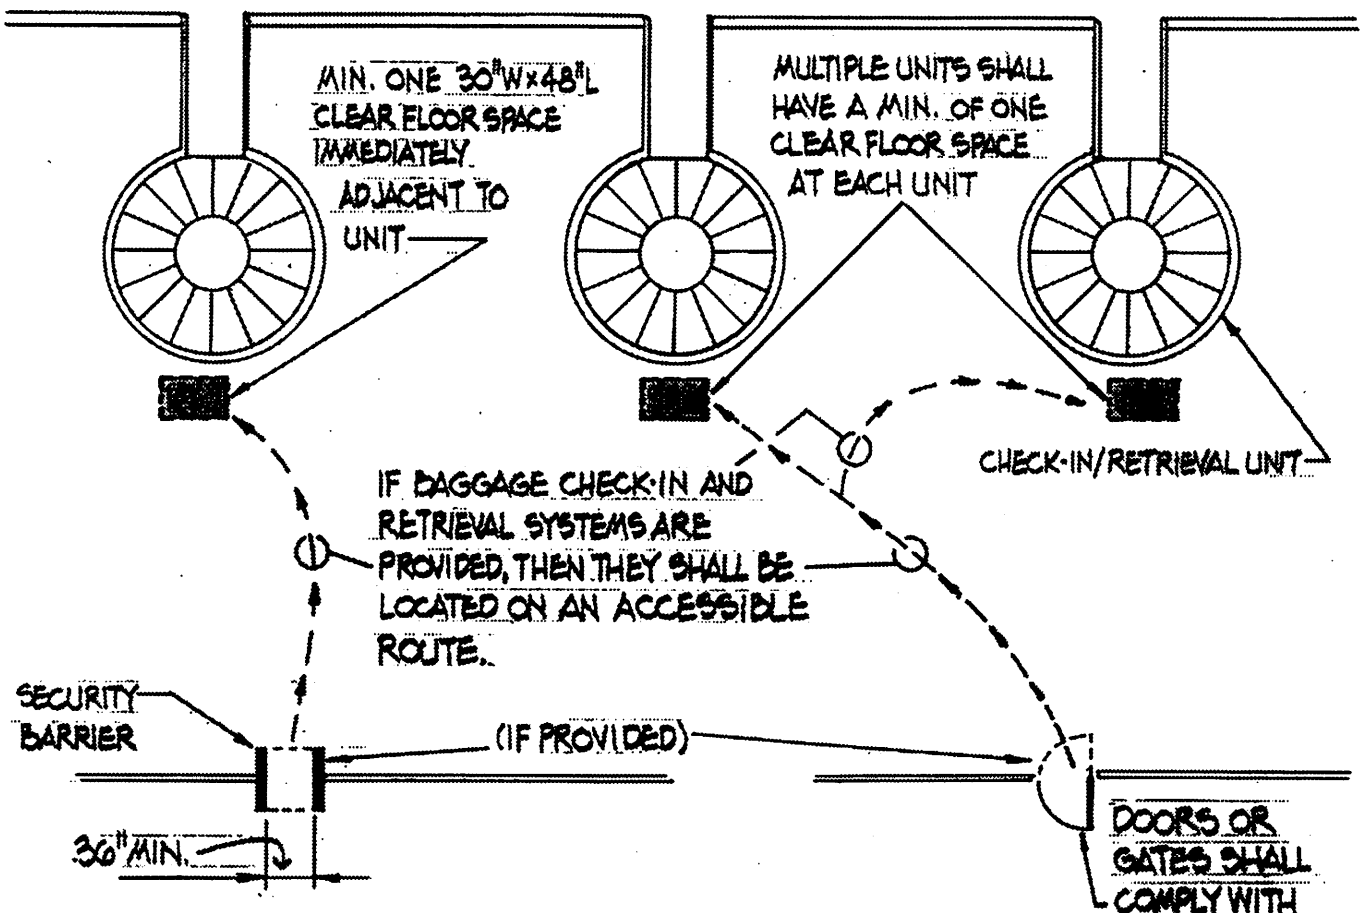 MIN. ONE 30"W×48"L
CLEAR FLOOR SPACE
IMMEDIATELY
ADJACENT TO
UNIT
MULTIPLE UNITS SHALL
HAVE A MIN. OF ONE
CLEAR FLOOR SPACE
AT EACH UNIT
CHECK-IN/RETRIEVAL UNIT
IF BAGGAGE CHECK-IN AND
RETRIEVAL SYSTEMS ARE
PROVIDED, THEN THEY SHALL BE
LOCATED ON AN ACCESSIBLE
ROUTE.
SECURITY
BARRIER
(IF PROVIDED)
36" MIN.
DOORS OR
GATES SHALL
COMPLY WITH